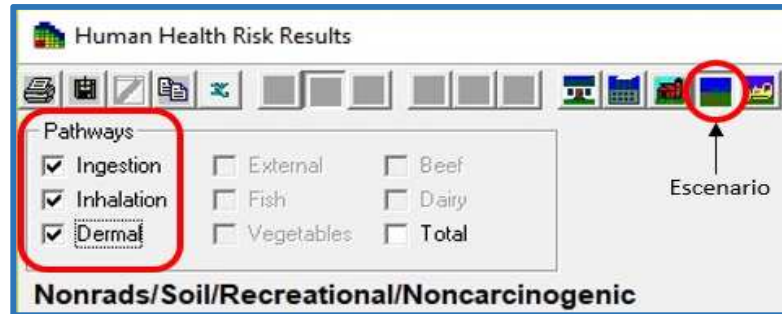 Human Health Risk Results
Pathways
Ingestion External Beef
Inhalation Fish Dairy
Dermal Vegetables Total
Escenario
Nonrads/Soil/Recreational/Noncarcinogenic